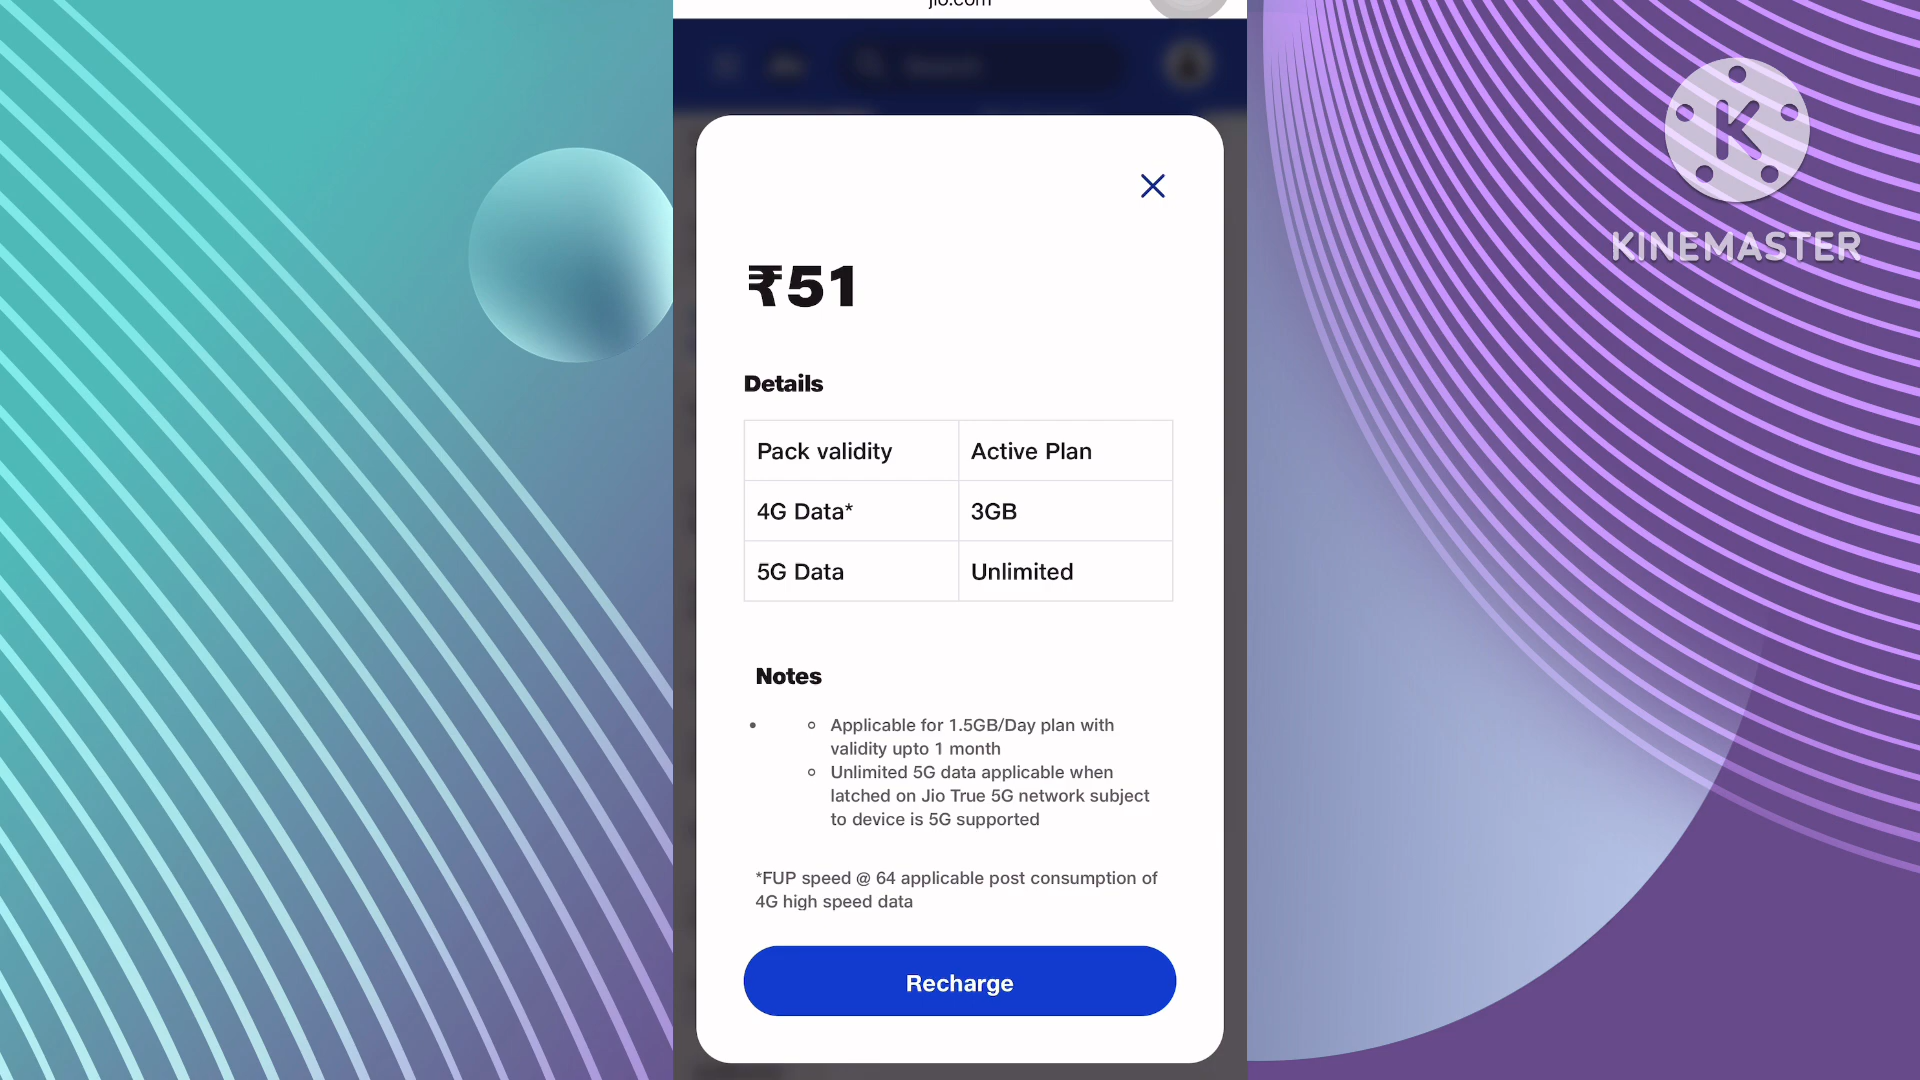 jio.com
Search
KINEMASTER
₹51
Details
Pack validity
Active Plan
4G Data*
3GB
5G Data
Unlimited
Notes
Applicable for 1.5GB/Day plan with
validity upto 1 month
Unlimited 5G data applicable when
latched on Jio True 5G network subject
to device is 5G supported
*FUP speed @ 64 applicable post consumption of
4G high speed data
Recharge